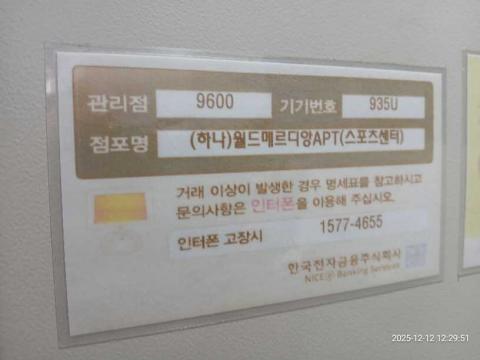 관리점 9600 기기번호 935U
점포명 (하나)월드메르디앙APT(스포츠센터)
거래 이상이 발생한 경우 명세표를 참고하시고
문의사항은 인터폰을 이용해 주십시오.
인터폰 고장시 1577-4655
한국전자금융주식회사
NICE Banking Services
2025-12-12 12:29:51